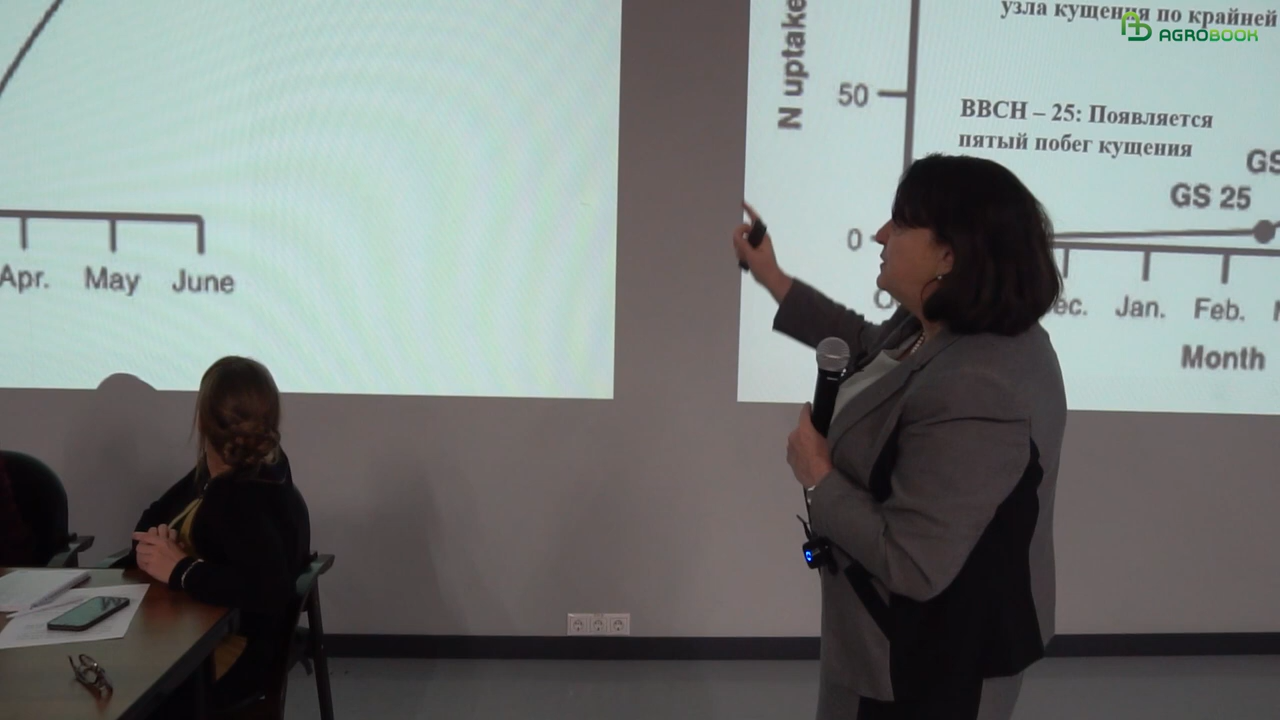 Apr. May June
узла кущения по крайней
AGROBOOK
N uptake
50
BBCH – 25: Появляется
пятый побег кущения
GS
GS 25
0
Jan. Feb.
Month